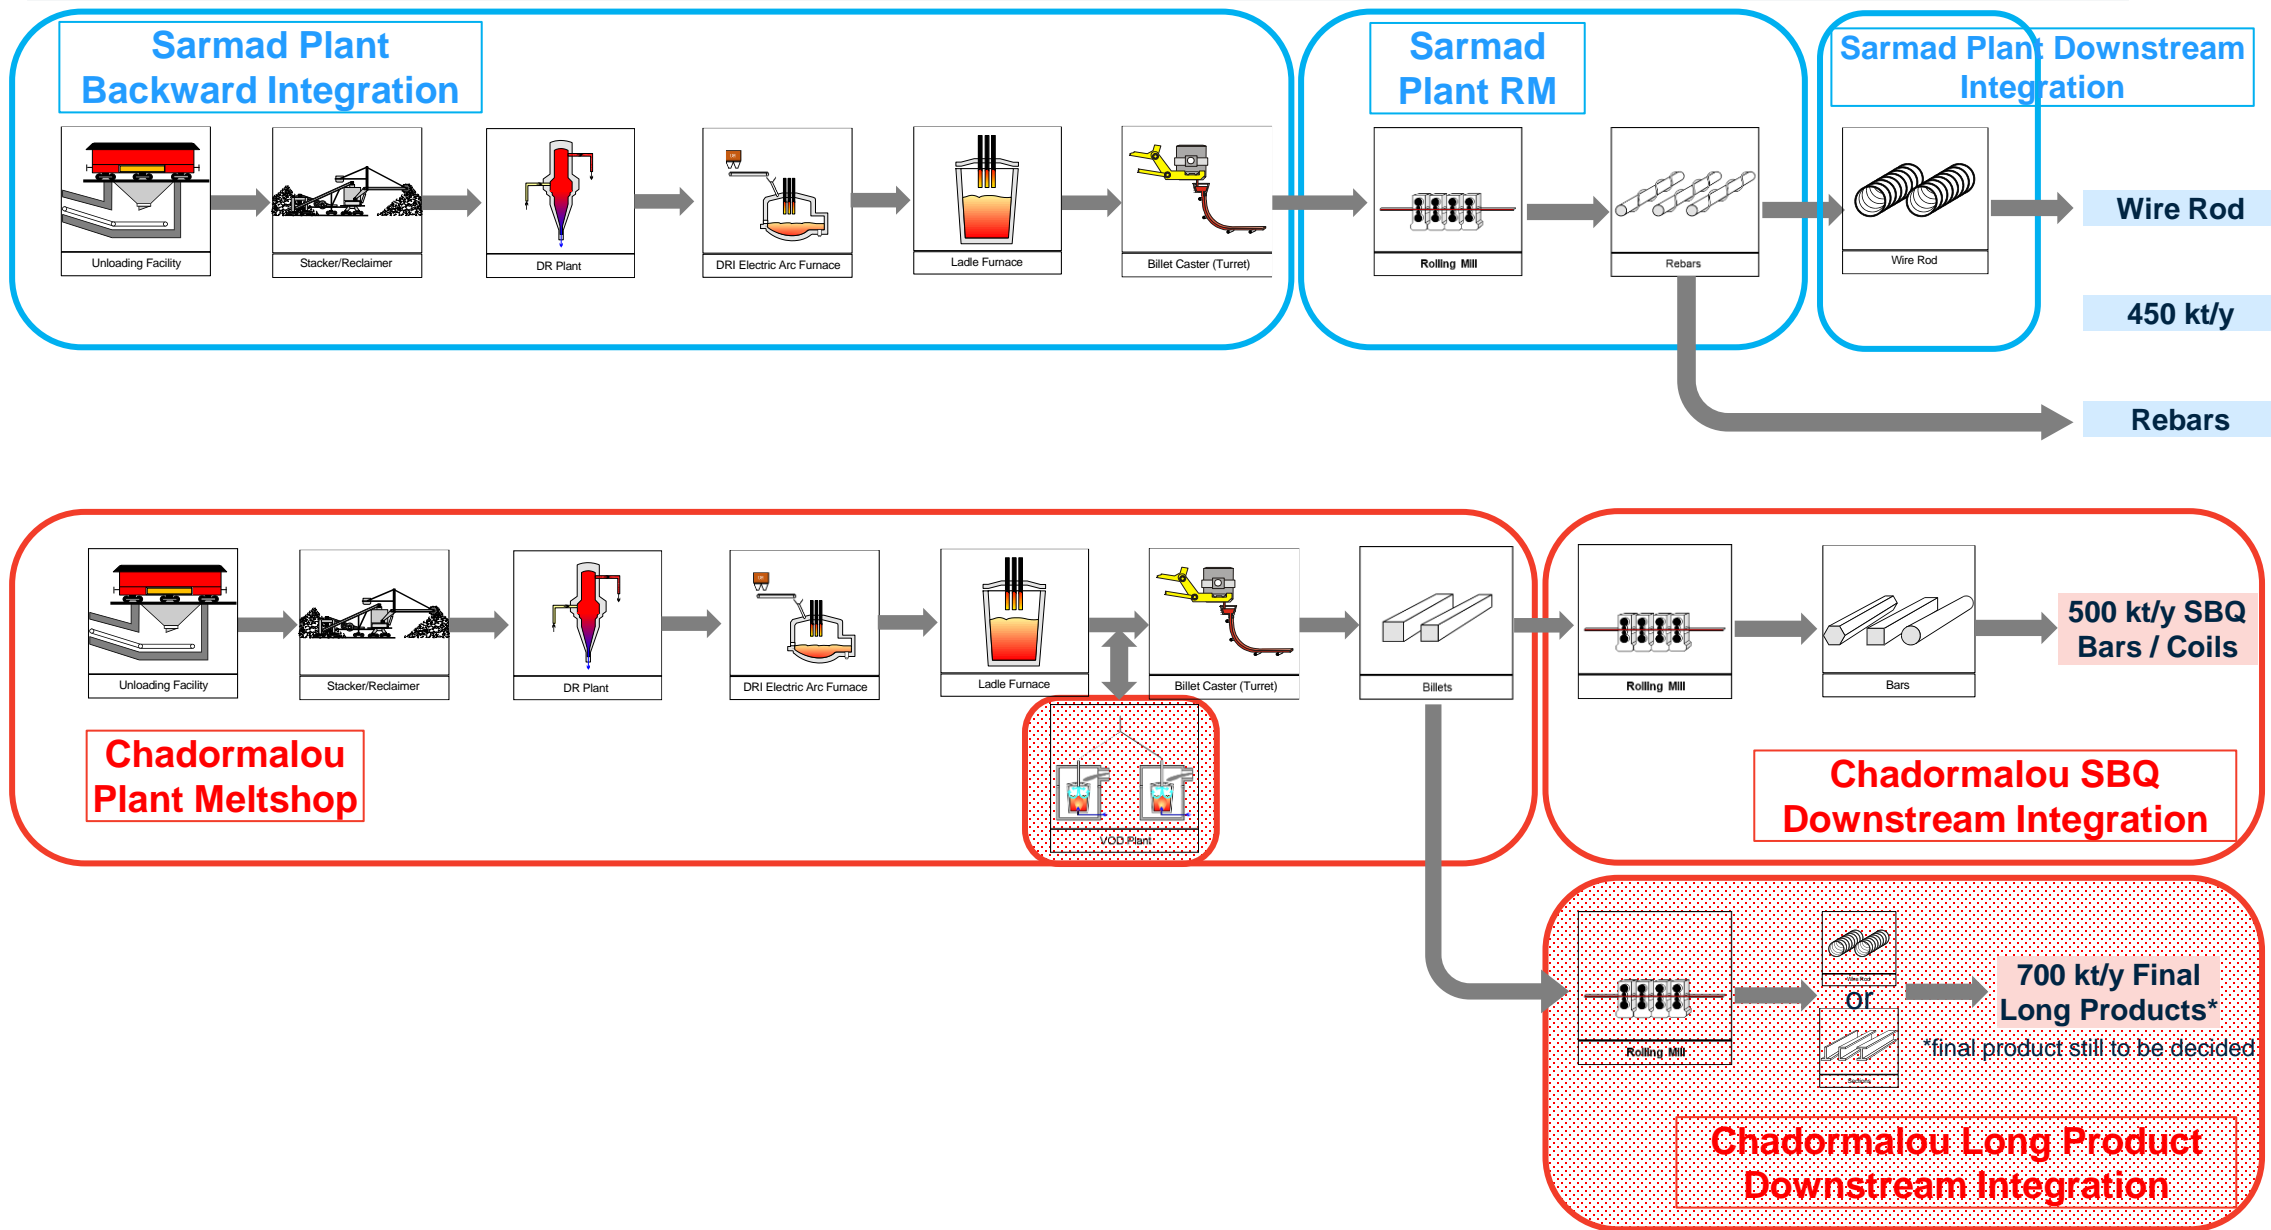 Sarmad Plant
Backward Integration
Sarmad
Plant RM
Sarmad Plant Downstream
Integration
Unloading Facility
Stacker/Reclaimer
DR Plant
DRI Electric Arc Furnace
Ladle Furnace
Billet Caster (Turret)
Rolling Mill
Rebars
Wire Rod
Wire Rod
450 kt/y
Rebars
Unloading Facility
Stacker/Reclaimer
DR Plant
DRI Electric Arc Furnace
Ladle Furnace
Billet Caster (Turret)
Billets
Rolling Mill
Bars
500 kt/y SBQ
Bars / Coils
Chadormalou
Plant Meltshop
VOD Plant
Chadormalou SBQ
Downstream Integration
Rolling Mill
Wire Rod
or
Sections
700 kt/y Final
Long Products*
*final product still to be decided
Chadormalou Long Product
Downstream Integration